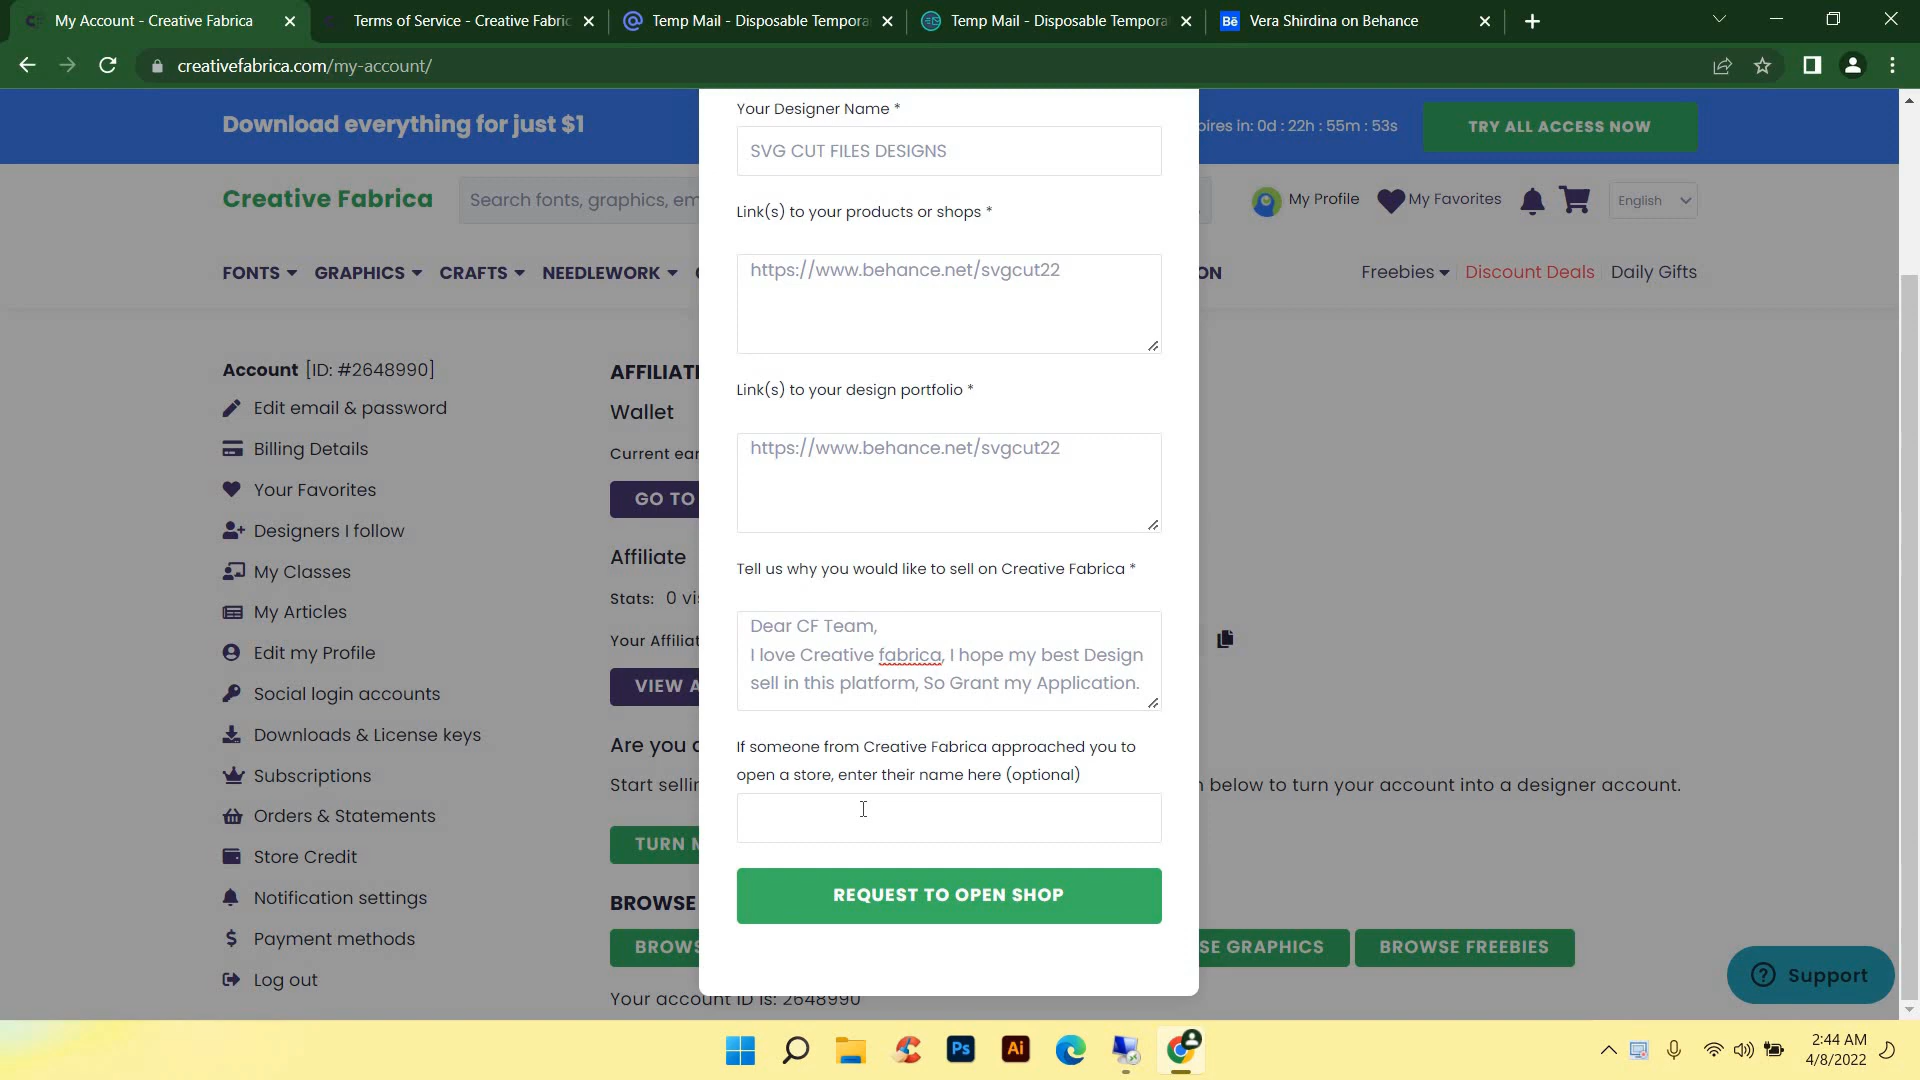 My Account - Creative Fabrica
Terms of Service - Creative Fabric
Temp Mail - Disposable Tempora
Temp Mail - Disposable Tempora
Bē Vera Shirdina on Behance
creativefabrica.com/my-account/
Download everything for just $1
pires in: 0d : 22h : 55m : 53s
TRY ALL ACCESS NOW
Creative Fabrica
Search fonts, graphics, em
My Profile
My Favorites
English
FONTS
GRAPHICS
CRAFTS
NEEDLEWORK
ON
Freebies
Discount Deals
Daily Gifts
Your Designer Name *
SVG CUT FILES DESIGNS
Link(s) to your products or shops *
https://www.behance.net/svgcut22
Link(s) to your design portfolio *
https://www.behance.net/svgcut22
Tell us why you would like to sell on Creative Fabrica *
Dear CF Team,
I love Creative fabrica, I hope my best Design
sell in this platform, So Grant my Application.
If someone from Creative Fabrica approached you to
open a store, enter their name here (optional)
REQUEST TO OPEN SHOP
Account [ID: #2648990]
Edit email & password
Billing Details
Your Favorites
Designers I follow
My Classes
My Articles
Edit my Profile
Social login accounts
Downloads & License keys
Subscriptions
Orders & Statements
Store Credit
Notification settings
Payment methods
Log out
AFFILIAT
Wallet
Current ear
GO TO
Affiliate
Stats: 0 vi
Your Affiliat
VIEW A
Are you
Start sellin
n below to turn your account into a designer account.
TURN M
BROWSE
BROWS
SE GRAPHICS
BROWSE FREEBIES
Your account ID is: 2648990
Support
Ps
Ai
2:44 AM
4/8/2022